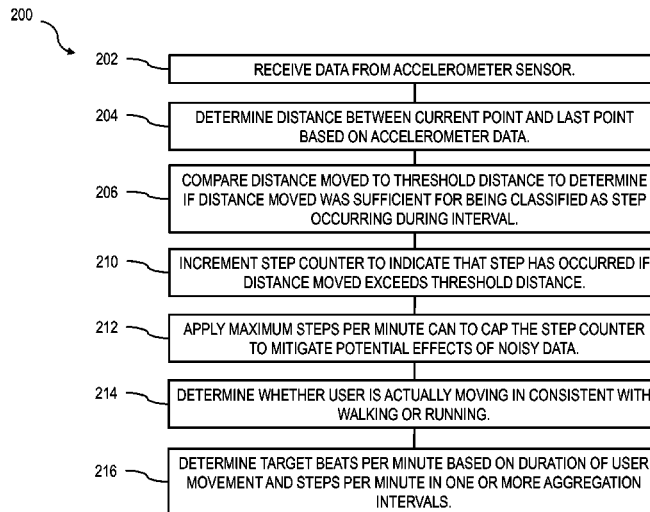 200
202
RECEIVE DATA FROM ACCELEROMETER SENSOR.
204
DETERMINE DISTANCE BETWEEN CURRENT POINT AND LAST POINT
BASED ON ACCELEROMETER DATA.
206
COMPARE DISTANCE MOVED TO THRESHOLD DISTANCE TO DETERMINE
IF DISTANCE MOVED WAS SUFFICIENT FOR BEING CLASSIFIED AS STEP
OCCURRING DURING INTERVAL.
210
INCREMENT STEP COUNTER TO INDICATE THAT STEP HAS OCCURRED IF
DISTANCE MOVED EXCEEDS THRESHOLD DISTANCE.
212
APPLY MAXIMUM STEPS PER MINUTE CAN TO CAP THE STEP COUNTER
TO MITIGATE POTENTIAL EFFECTS OF NOISY DATA.
214
DETERMINE WHETHER USER IS ACTUALLY MOVING IN CONSISTENT WITH
WALKING OR RUNNING.
216
DETERMINE TARGET BEATS PER MINUTE BASED ON DURATION OF USER
MOVEMENT AND STEPS PER MINUTE IN ONE OR MORE AGGREGATION
INTERVALS.